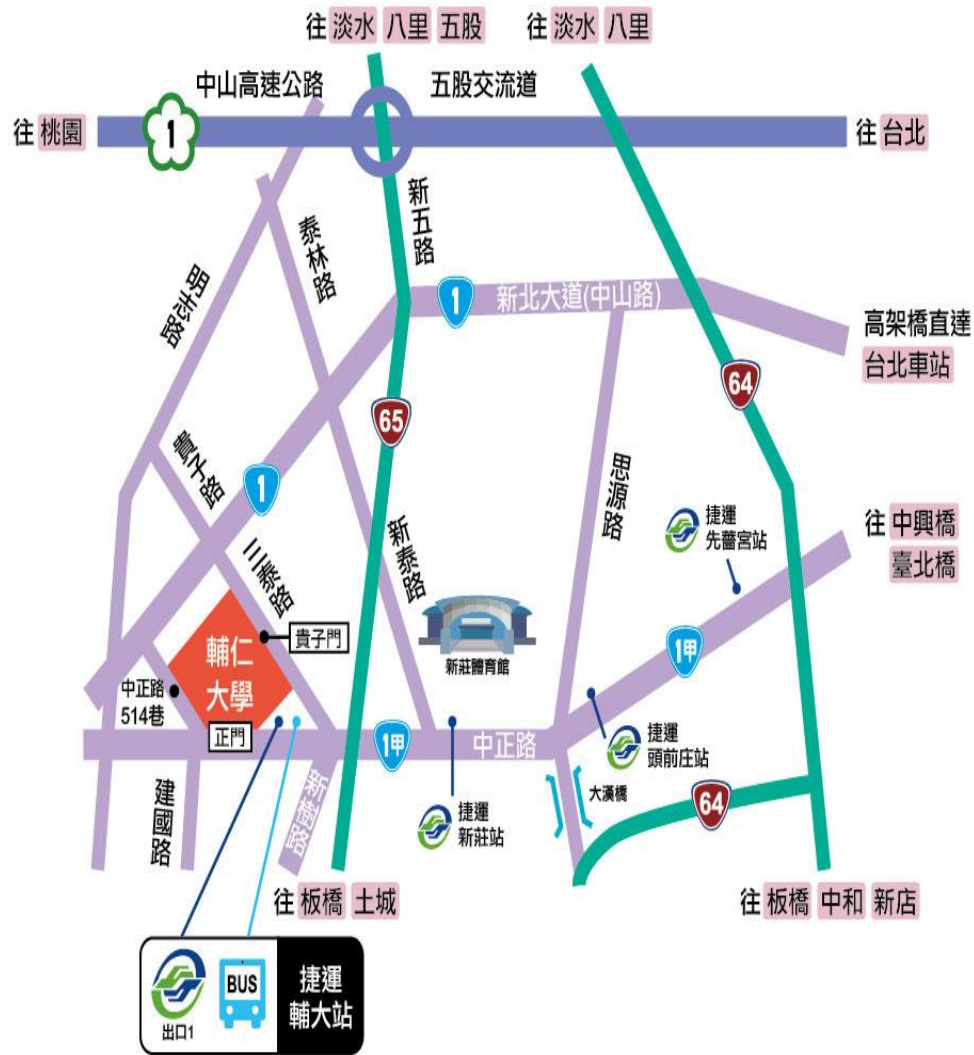 往 淡水 八里 五股
往 淡水 八里
中山高速公路
五股交流道
往 桃園
1
往 台北
新五路
泰林路
明志路
1
新北大道(中山路)
高架橋直達
台北車站
64
65
貴子路
1
思源路
捷運
先嗇宮站
往 中興橋
臺北橋
新泰路
三泰路
貴子門
輔仁
大學
新莊體育館
1甲
中正路
514巷
正門
1甲
中正路
捷運
頭前庄站
大漢橋
64
建國路
新樹路
捷運
新莊站
往 板橋 土城
往 板橋 中和 新店
BUS
捷運
輔大站
出口1